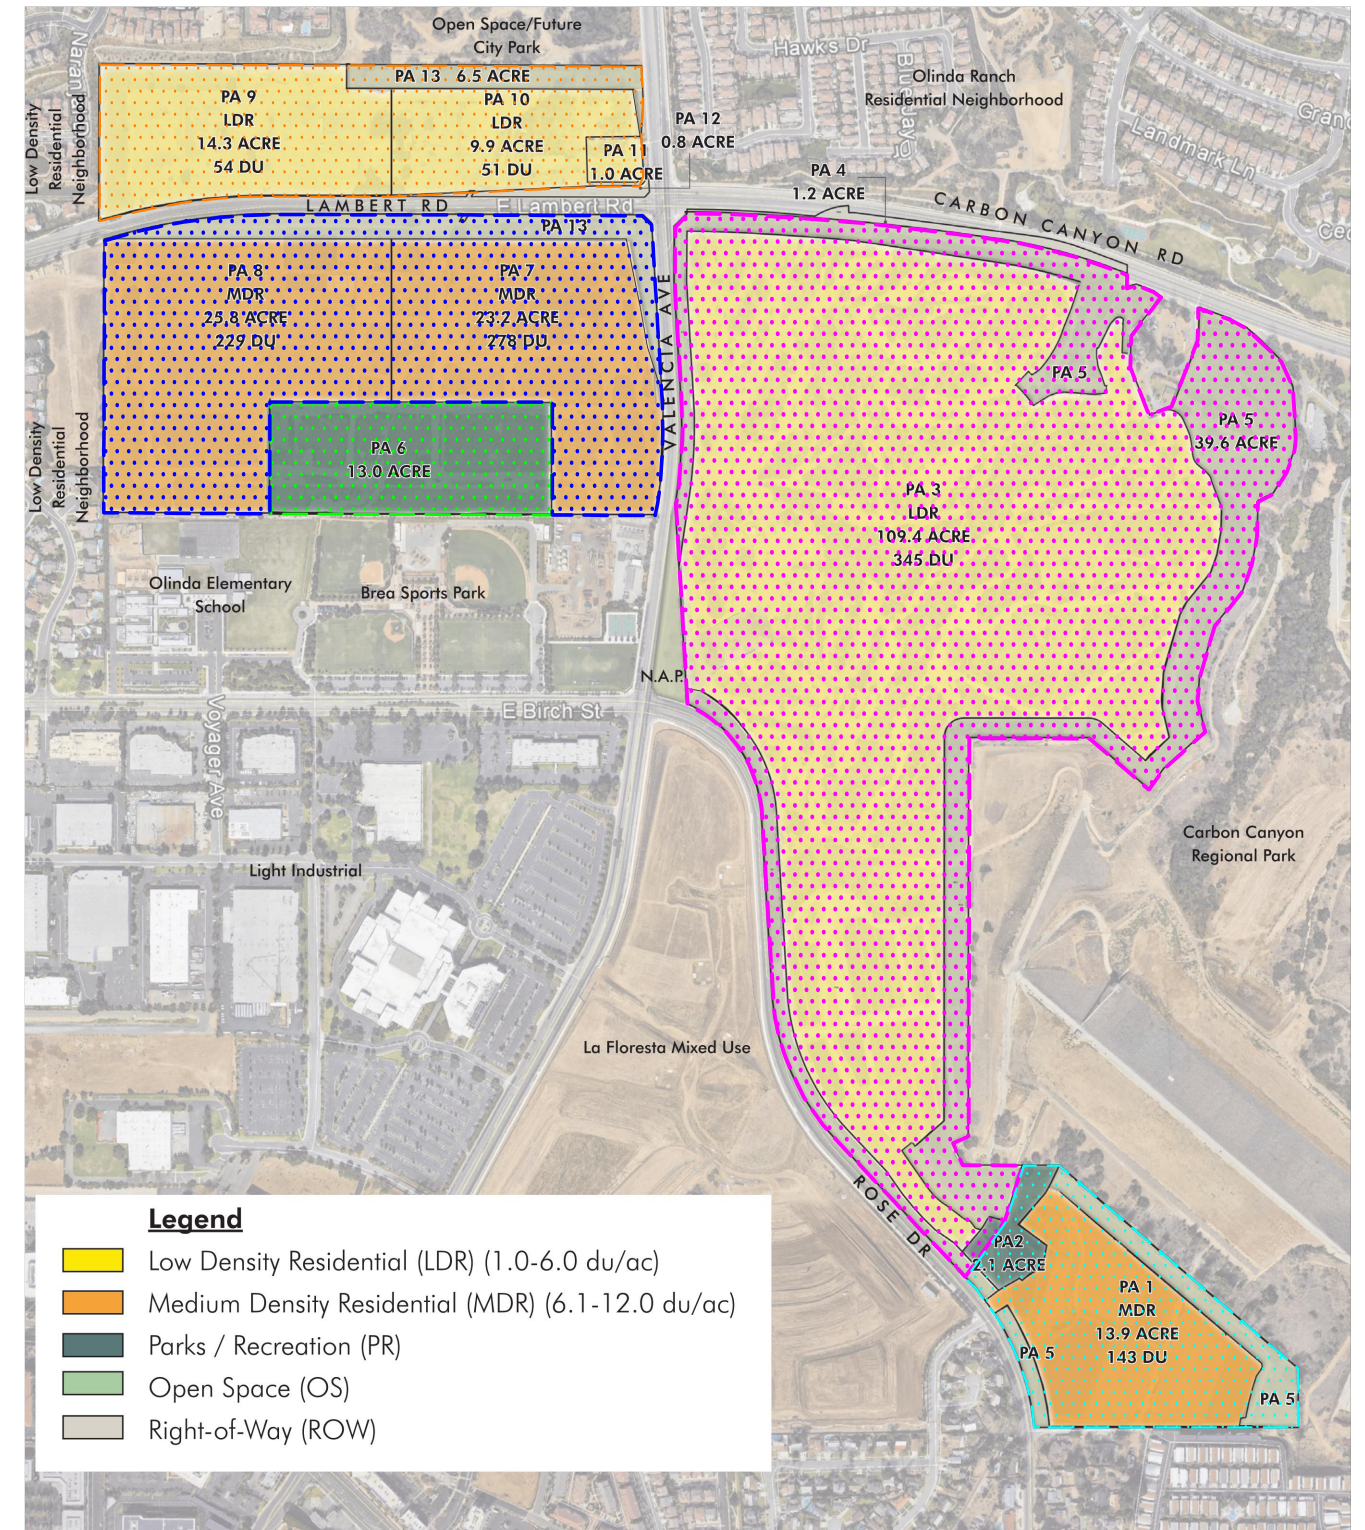 Open Space/Future
City Park
Hawks Dr
Olinda Ranch
Residential Neighborhood
Landmark Ln
Low Density
Residential
Neighborhood
PA 13 6.5 ACRE
PA 9
LDR
14.3 ACRE
54 DU
PA 10
LDR
9.9 ACRE
51 DU
PA 11
1.0 ACRE
PA 12
0.8 ACRE
PA 4
1.2 ACRE
LAMBERT RD
E Lambert Rd
CARBON CANYON RD
PA 13
PA 8
MDR
25.8 ACRE
229 DU
PA 7
MDR
23.2 ACRE
278 DU
VALENCIA AVE
PA 5
PA 5
39.6 ACRE
Low Density
Residential
Neighborhood
PA 6
13.0 ACRE
PA 3
LDR
109.4 ACRE
345 DU
Olinda Elementary
School
Brea Sports Park
N.A.P.
E Birch St
Voyager Ave
Light Industrial
Carbon Canyon
Regional Park
La Floresta Mixed Use
ROSE DR
PA2
2.1 ACRE
PA 1
MDR
13.9 ACRE
143 DU
PA 5
PA 5
Legend
Low Density Residential (LDR) (1.0-6.0 du/ac)
Medium Density Residential (MDR) (6.1-12.0 du/ac)
Parks / Recreation (PR)
Open Space (OS)
Right-of-Way (ROW)